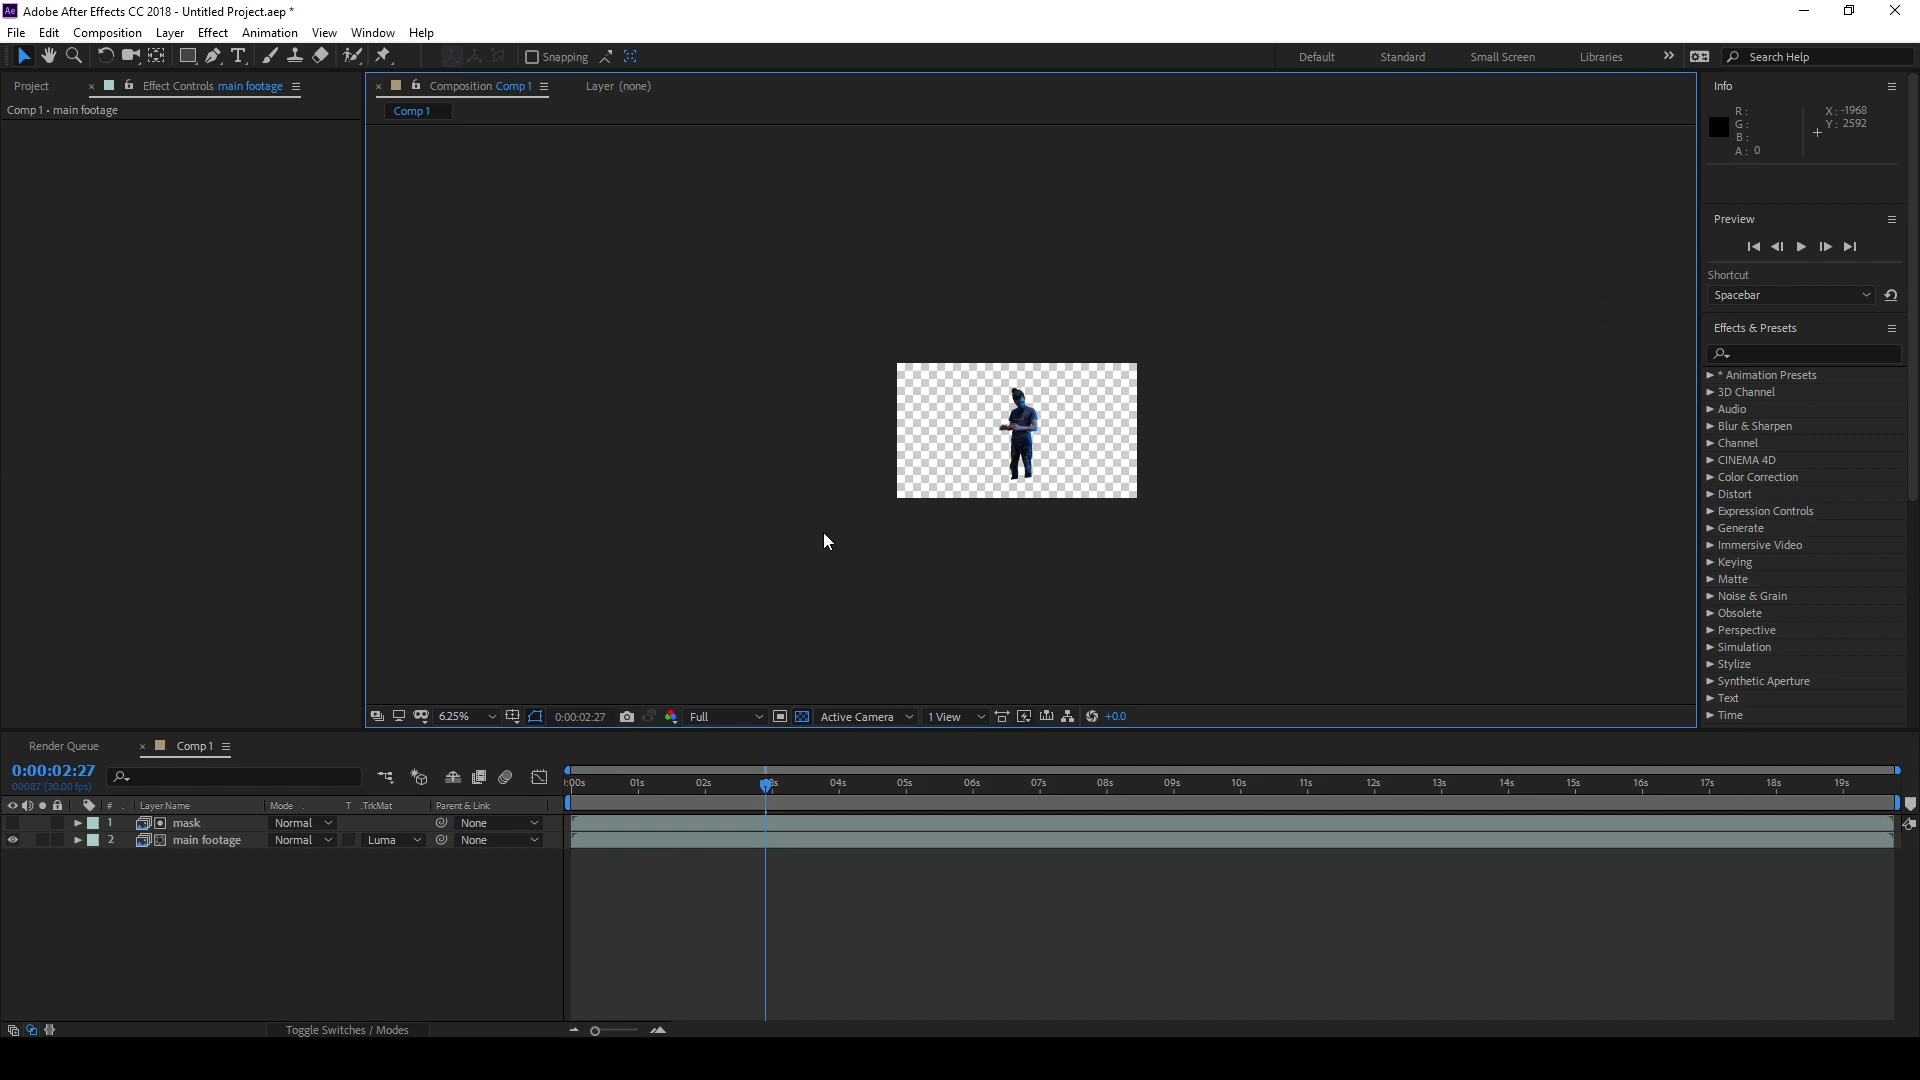 Ae Adobe After Effects CC 2018 - Untitled Project.aep *
File Edit Composition Layer Effect Animation View Window Help
Snapping Default Standard Small Screen Libraries Search Help
Project Effect Controls main footage
Comp 1 • main footage
Composition Comp 1 Layer (none)
Comp 1
Info
R:
G:
B:
A: 0
X: -1968
Y: 2592
Preview
Shortcut
Spacebar
Effects & Presets
* Animation Presets
3D Channel
Audio
Blur & Sharpen
Channel
CINEMA 4D
Color Correction
Distort
Expression Controls
Generate
Immersive Video
Keying
Matte
Noise & Grain
Obsolete
Perspective
Simulation
Stylize
Synthetic Aperture
Text
Time
6.25% 0:00:02:27 Full Active Camera 1 View +0.0
Render Queue Comp 1
0:00:02:27
00087 (30.00 fps)
:00s 01s 02s 04s 05s 06s 07s 08s 09s 10s 11s 12s 13s 14s 15s 16s 17s 18s 19s
# Layer Name Mode T .TrkMat Parent & Link
1 mask Normal None
2 main footage Normal Luma None
Toggle Switches / Modes